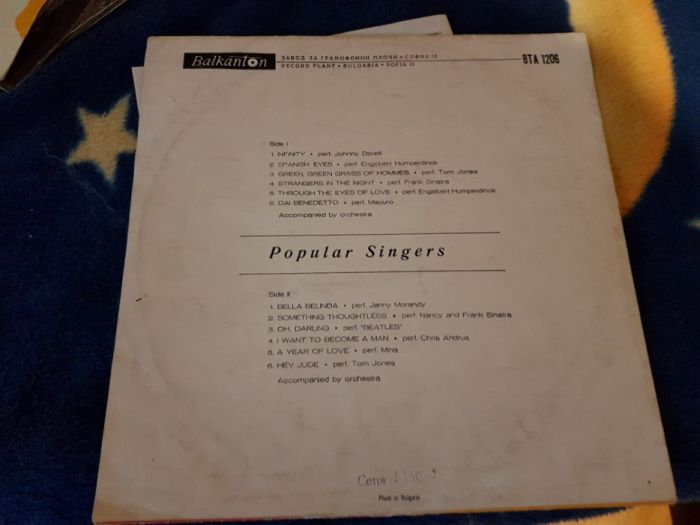 Balkanton
ЗАВОД ЗА ГРАМОФОННИ ПЛОЧИ • СОФИЯ 12
RECORD PLANT • BULGARIA • SOFIA 12
ВТА 1206
Side I
1. INFINITY • perf. Johnny Dorelli
2. SPANISH EYES • perf. Engelbert Humperdinck
3. GREEN, GREEN GRASS OF HOMMES • perf. Tom Jones
4. STRANGERS IN THE NIGHT • perf. Frank Sinatra
5. THROUGH THE EYES OF LOVE • perf. Engelbert Humperdinck
6. DAI BENEDETTO • perf. Maouro
Accompanied by orchestra
Popular Singers
Side II
1. BELLA BELINDA • perf. Janny Morandy
2. SOMETHING THOUGHTLESS • perf. Nancy and Frank Sinatra
3. OH, DARLING • perf. "BEATLES"
4. I WANT TO BECOME A MAN • perf. Chris Andrus
5. A YEAR OF LOVE • perf. Mina
6. HEY JUDE • perf. Tom Jones
Accompanied by orchestra
Cена
Made in Bulgaria